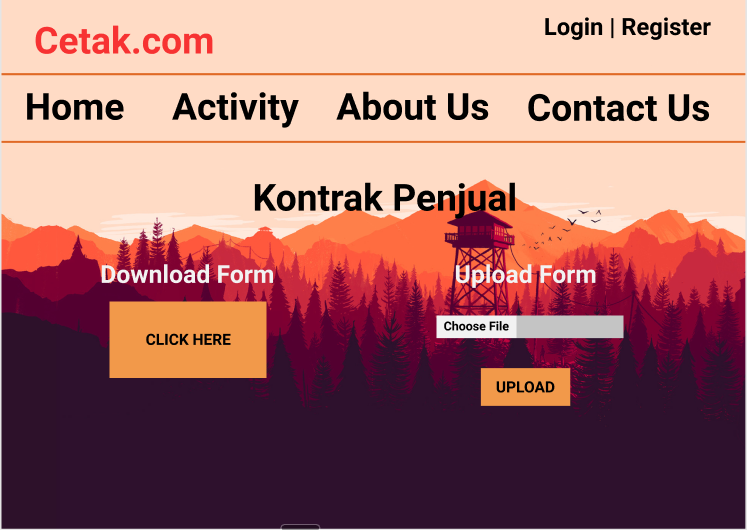 Cetak.com
Login | Register
Home Activity About Us Contact Us
Kontrak Penjual
Download Form
Upload Form
CLICK HERE
Choose File
UPLOAD